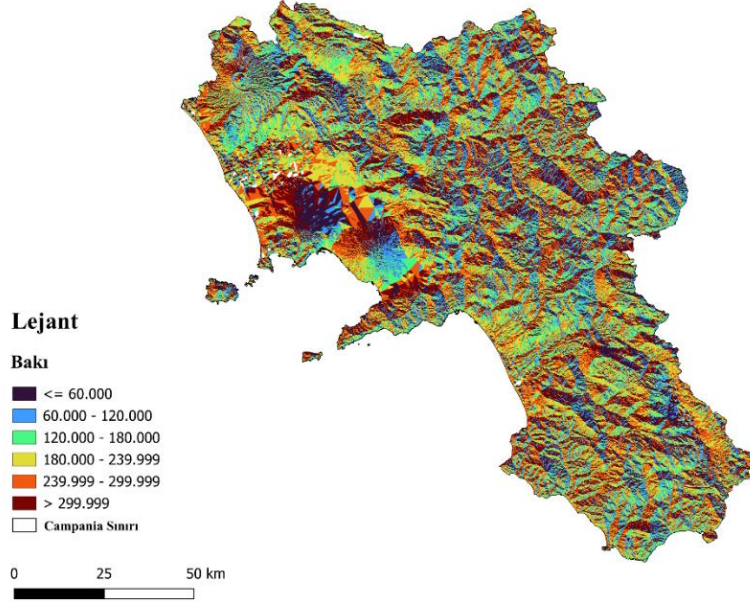 Lejant
Bakı
<= 60.000
60.000 - 120.000
120.000 - 180.000
180.000 - 239.999
239.999 - 299.999
> 299.999
Campania Sınırı
0 25 50 km